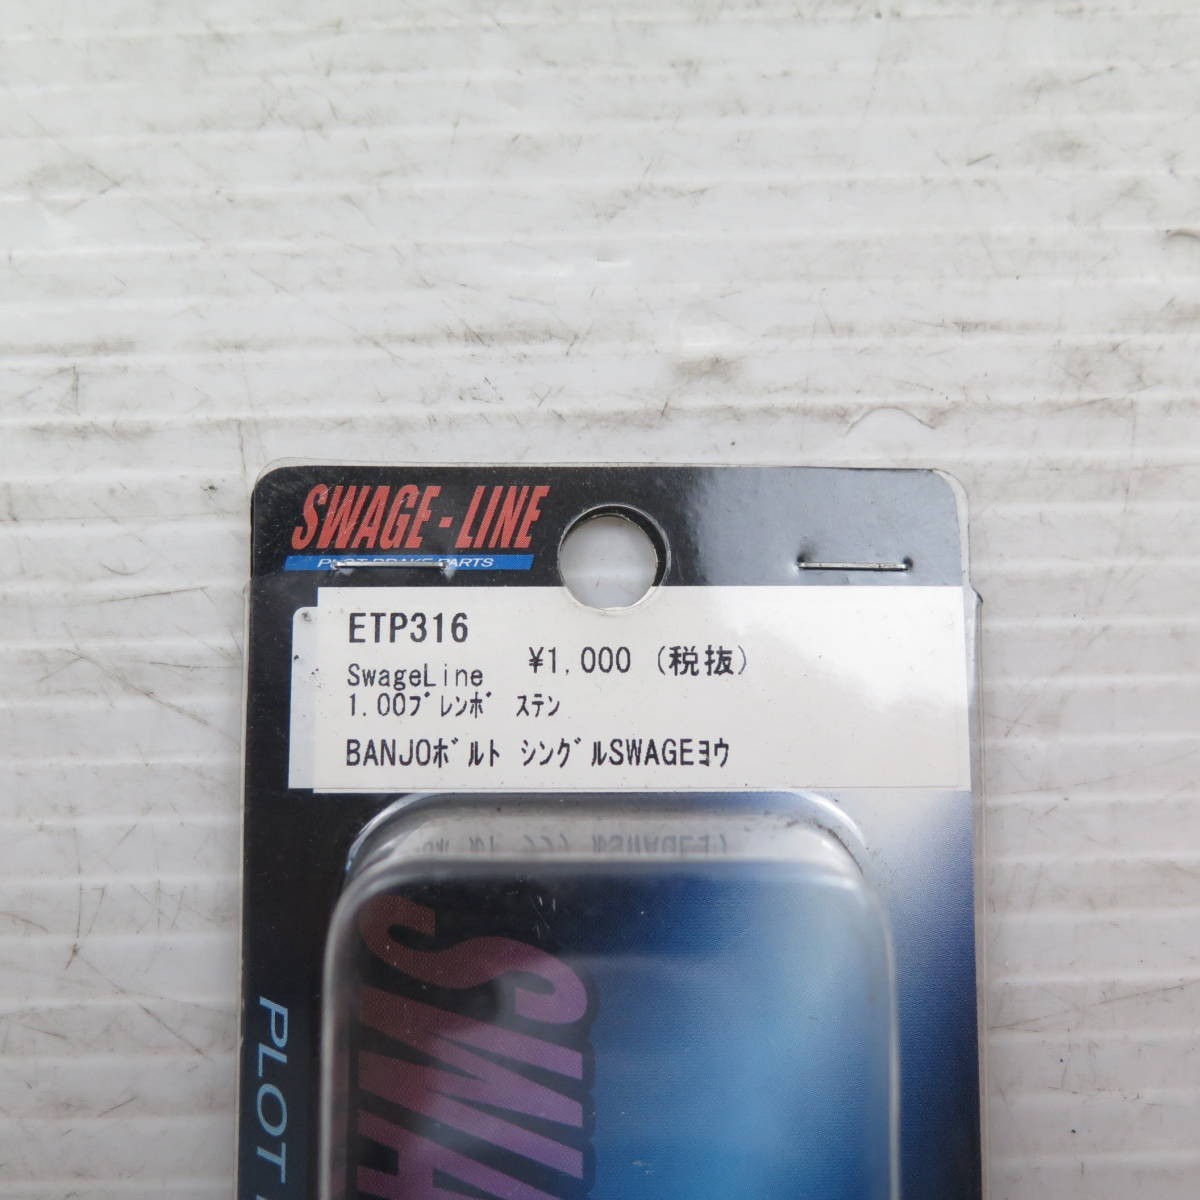 SWAGE-LINE
PLOT BRAKE PARTS
ETP316
¥1,000 (税抜)
SwageLine
1.00ﾌﾞﾚﾝﾎﾞ ｽﾃﾝ
BANJOﾎﾞﾙﾄ ｼﾝｸﾞﾙSWAGEﾖｳ
SWA
PLOT